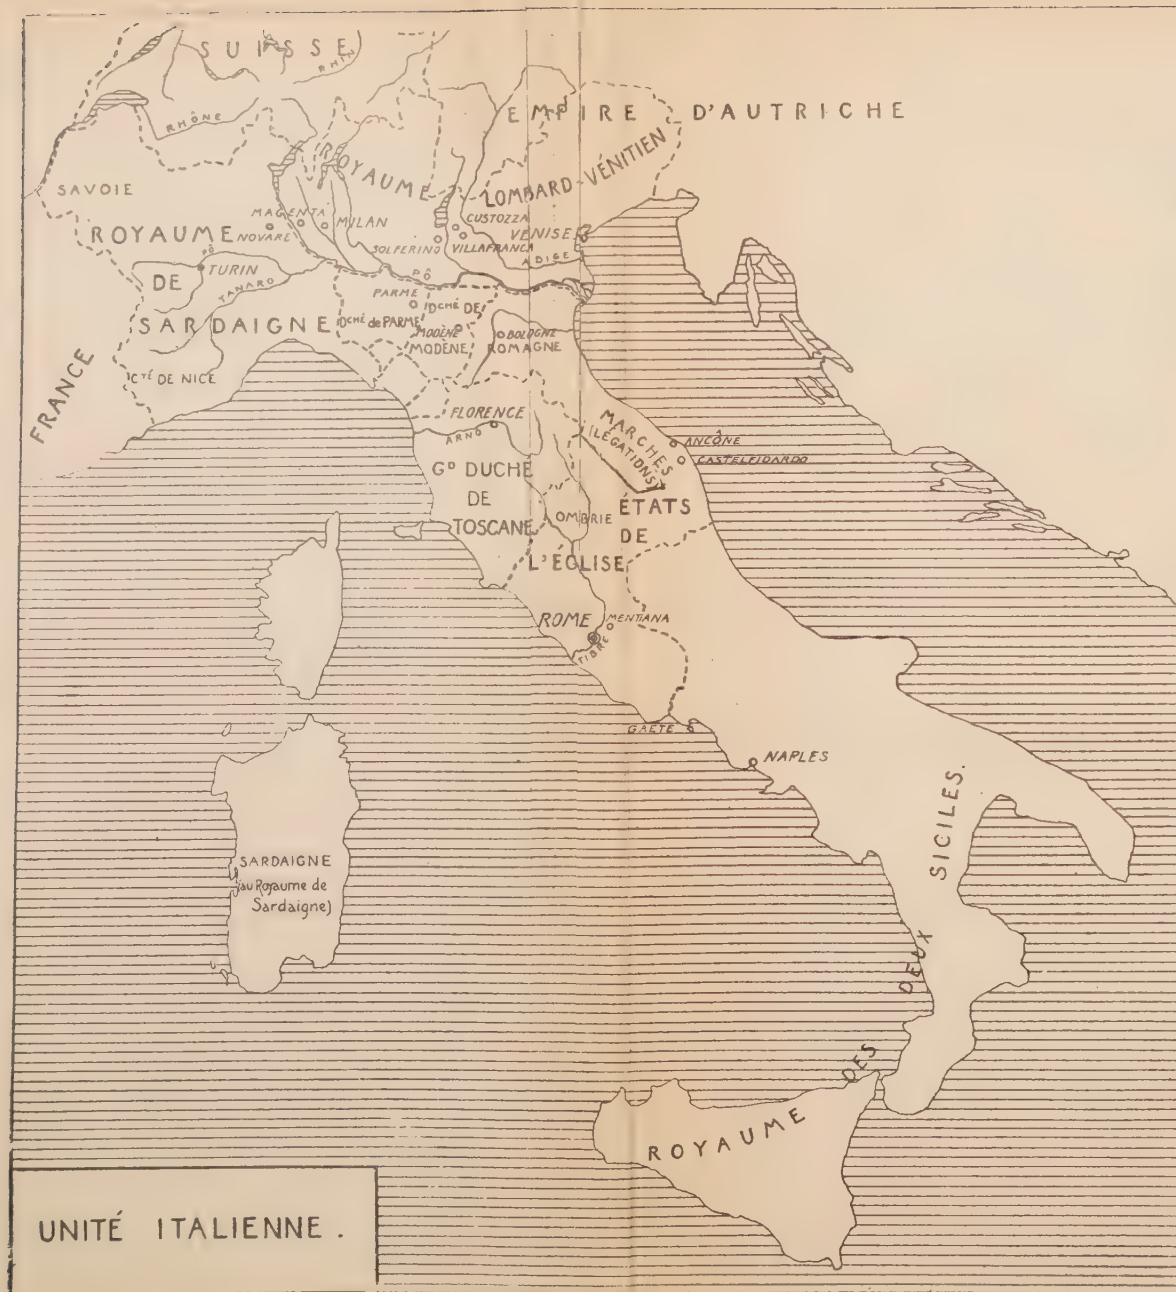 SUISSE
RHIN
EMPIRE D'AUTRICHE
RHÔNE
ROYAUME
LOMBARD-VÉNITIEN
SAVOIE
MAGENTA
MILAN
CUSTOZZA
ROYAUME
NOVARE
SOLFERINO
VILLAFRANCA
VENISE
ADIGE
PÔ
TURIN
DE
TANARO
PÔ
PARME
DCHÉ DE
SARDAIGNE
DCHÉ de PARME
MODÈNE
MODÈNE
BOLOGNE
ROMAGNE
FRANCE
CTÉ DE NICE
FLORENCE
ARNO
MARCHES
(LÉGATIONS)
ANCÔNE
CASTELFIDARDO
GD DUCHÉ
DE
TOSCANE
OMBRIE
ÉTATS
DE
L'ÉGLISE
ROME
MENTIANA
TIBRE
GAETE
NAPLES
SARDAIGNE
(au Royaume de
Sardaigne)
ROYAUME DES DEUX SICILES.
UNITÉ ITALIENNE.